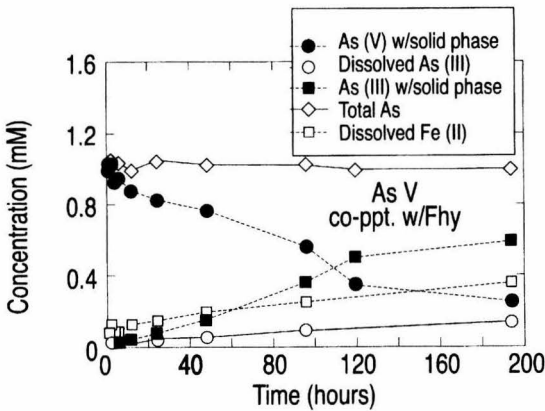 As (V) w/solid phase
Dissolved As (III)
As (III) w/solid phase
Total As
Dissolved Fe (II)
Concentration (mM)
1.6
1.2
0.8
0.4
0
As V
co-ppt. w/Fhy
0 40 80 120 160 200
Time (hours)